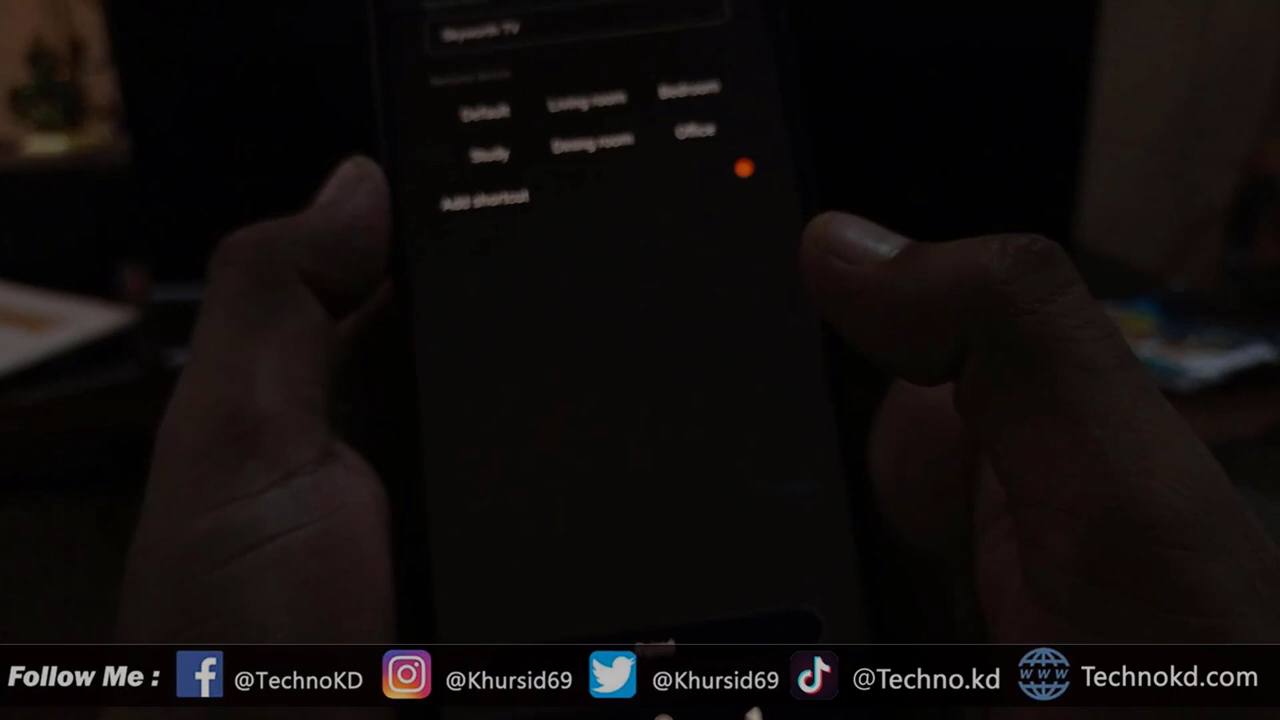 Skyworth TV
Default Living room Bedroom
Study Dining room Office
Add shortcut
Follow Me : @TechnoKD @Khursid69 @Khursid69 @Techno.kd WWW Technokd.com